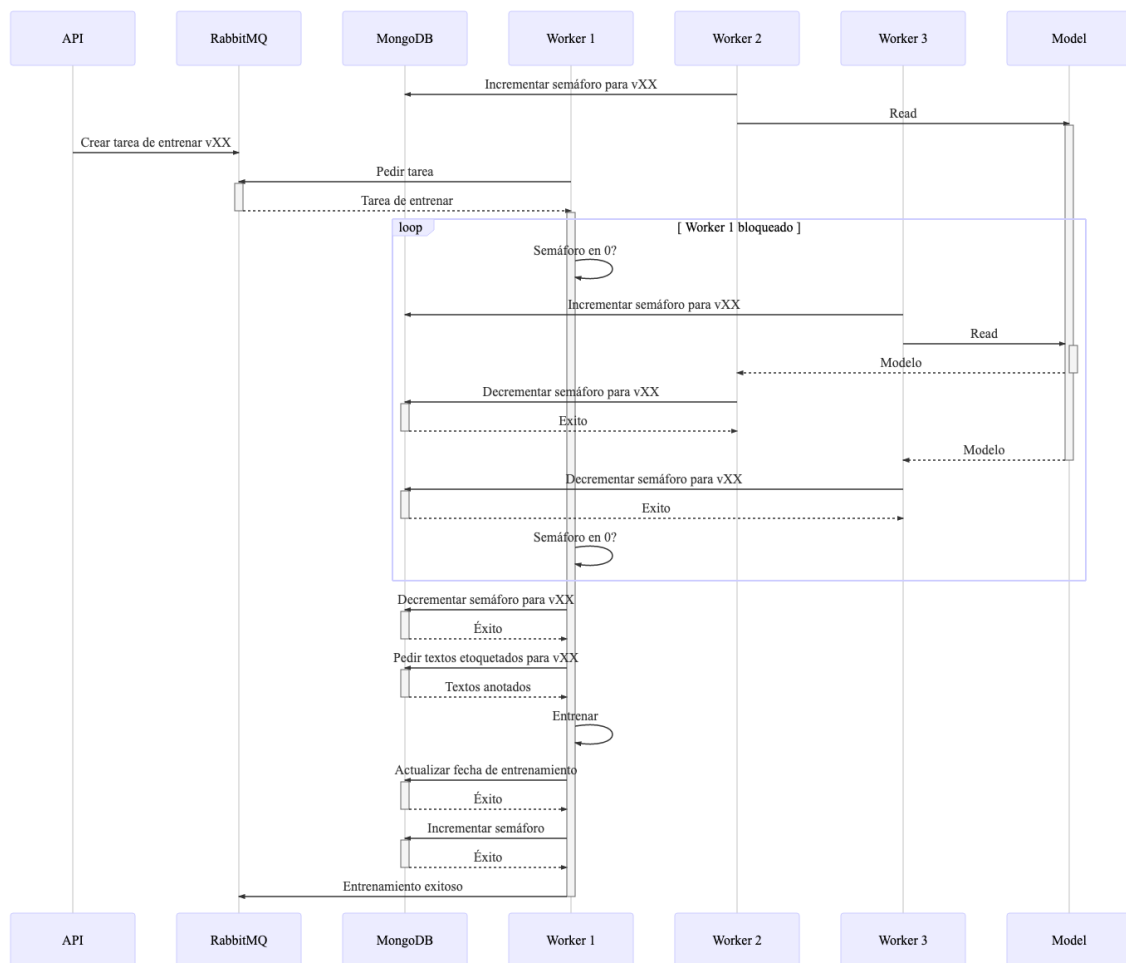 API
RabbitMQ
MongoDB
Worker 1
Worker 2
Worker 3
Model
Incrementar semáforo para vXX
Read
Crear tarea de entrenar vXX
Pedir tarea
Tarea de entrenar
loop
[ Worker 1 bloqueado ]
Semáforo en 0?
Incrementar semáforo para vXX
Read
Modelo
Decrementar semáforo para vXX
Exito
Modelo
Decrementar semáforo para vXX
Exito
Semáforo en 0?
Decrementar semáforo para vXX
Éxito
Pedir textos etoquetados para vXX
Textos anotados
Entrenar
Actualizar fecha de entrenamiento
Éxito
Incrementar semáforo
Éxito
Entrenamiento exitoso
API
RabbitMQ
MongoDB
Worker 1
Worker 2
Worker 3
Model